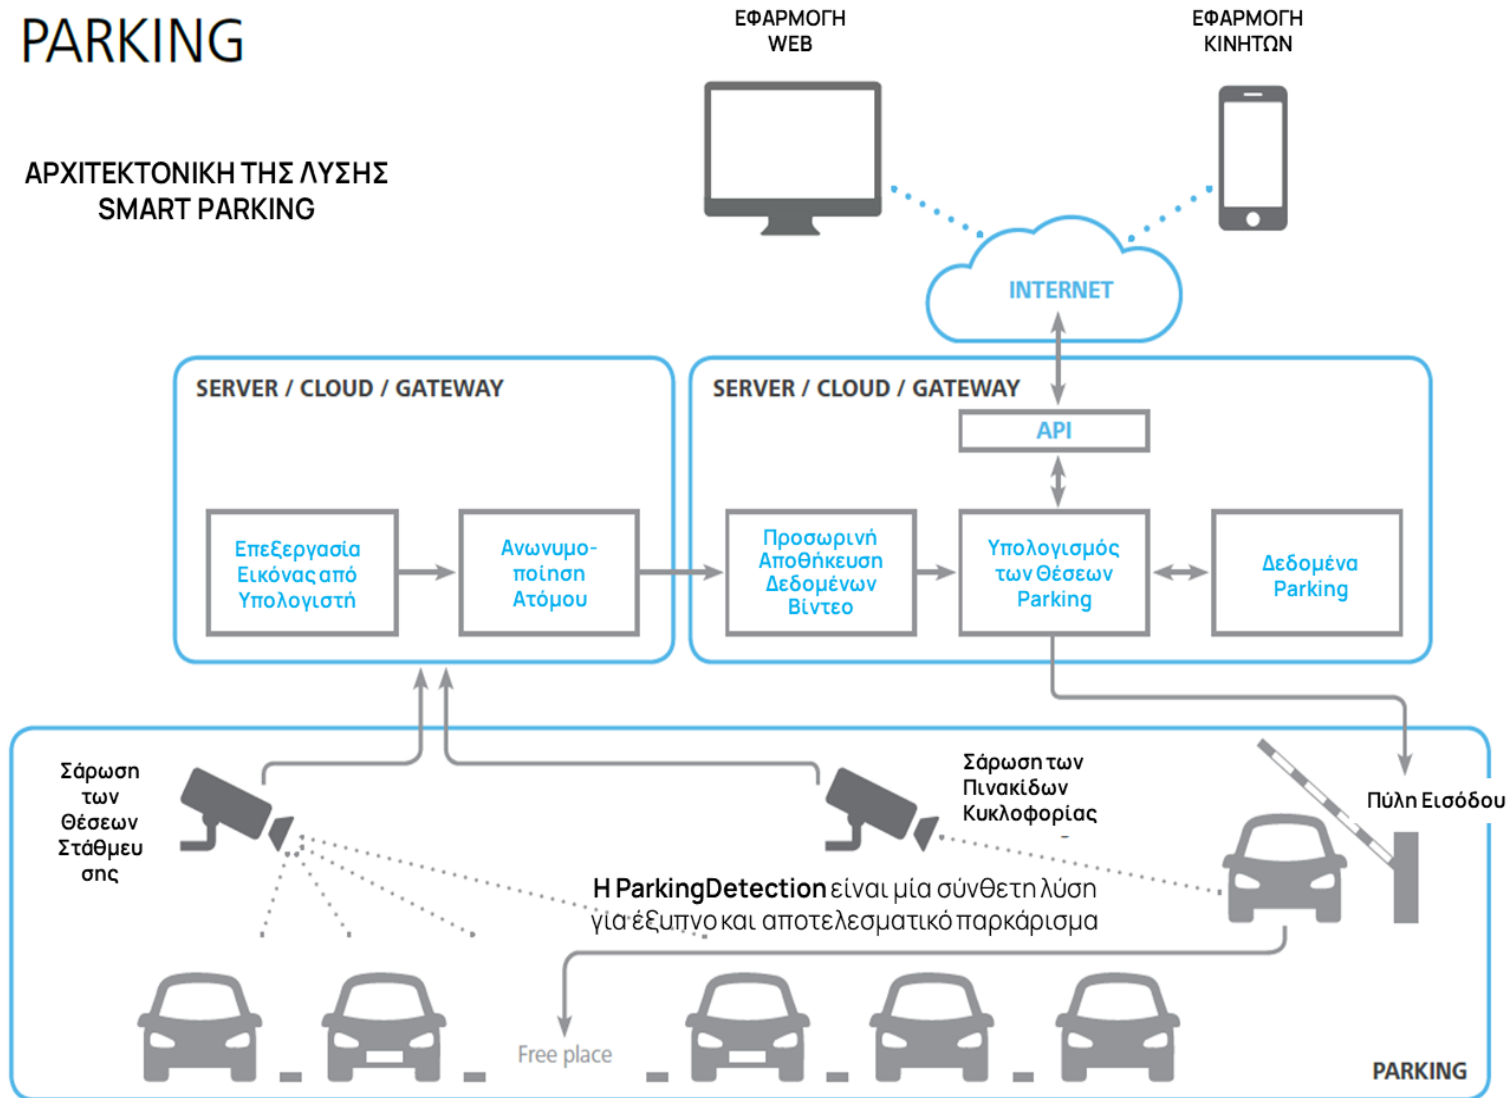 PARKING
ΑΡΧΙΤΕΚΤΟΝΙΚΗ ΤΗΣ ΛΥΣΗΣ
SMART PARKING
ΕΦΑΡΜΟΓΗ
WEB
ΕΦΑΡΜΟΓΗ
ΚΙΝΗΤΩΝ
INTERNET
SERVER / CLOUD / GATEWAY
SERVER / CLOUD / GATEWAY
API
Επεξεργασία
Εικόνας από
Υπολογιστή
Ανωνυμο-
ποίηση
Ατόμου
Προσωρινή
Αποθήκευση
Δεδομένων
Βίντεο
Υπολογισμός
των Θέσεων
Parking
Δεδομένα
Parking
Σάρωση
των
Θέσεων
Στάθμευ
σης
Σάρωση των
Πινακίδων
Κυκλοφορίας
Πύλη Εισόδου
Η ParkingDetection είναι μία σύνθετη λύση
για έξυπνο και αποτελεσματικό παρκάρισμα
Free place
PARKING